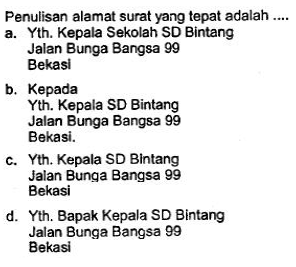 Penulisan alamat surat yang tepat adalah ....
a. Yth. Kepala Sekolah SD Bintang
Jalan Bunga Bangsa 99
Bekasi
b. Kepada
Yth. Kepala SD Bintang
Jalan Bunga Bangsa 99
Bekasi.
c. Yth. Kepala SD Bintang
Jalan Bunga Bangsa 99
Bekasi
d. Yth. Bapak Kepala SD Bintang
Jalan Bunga Bangsa 99
Bekasi